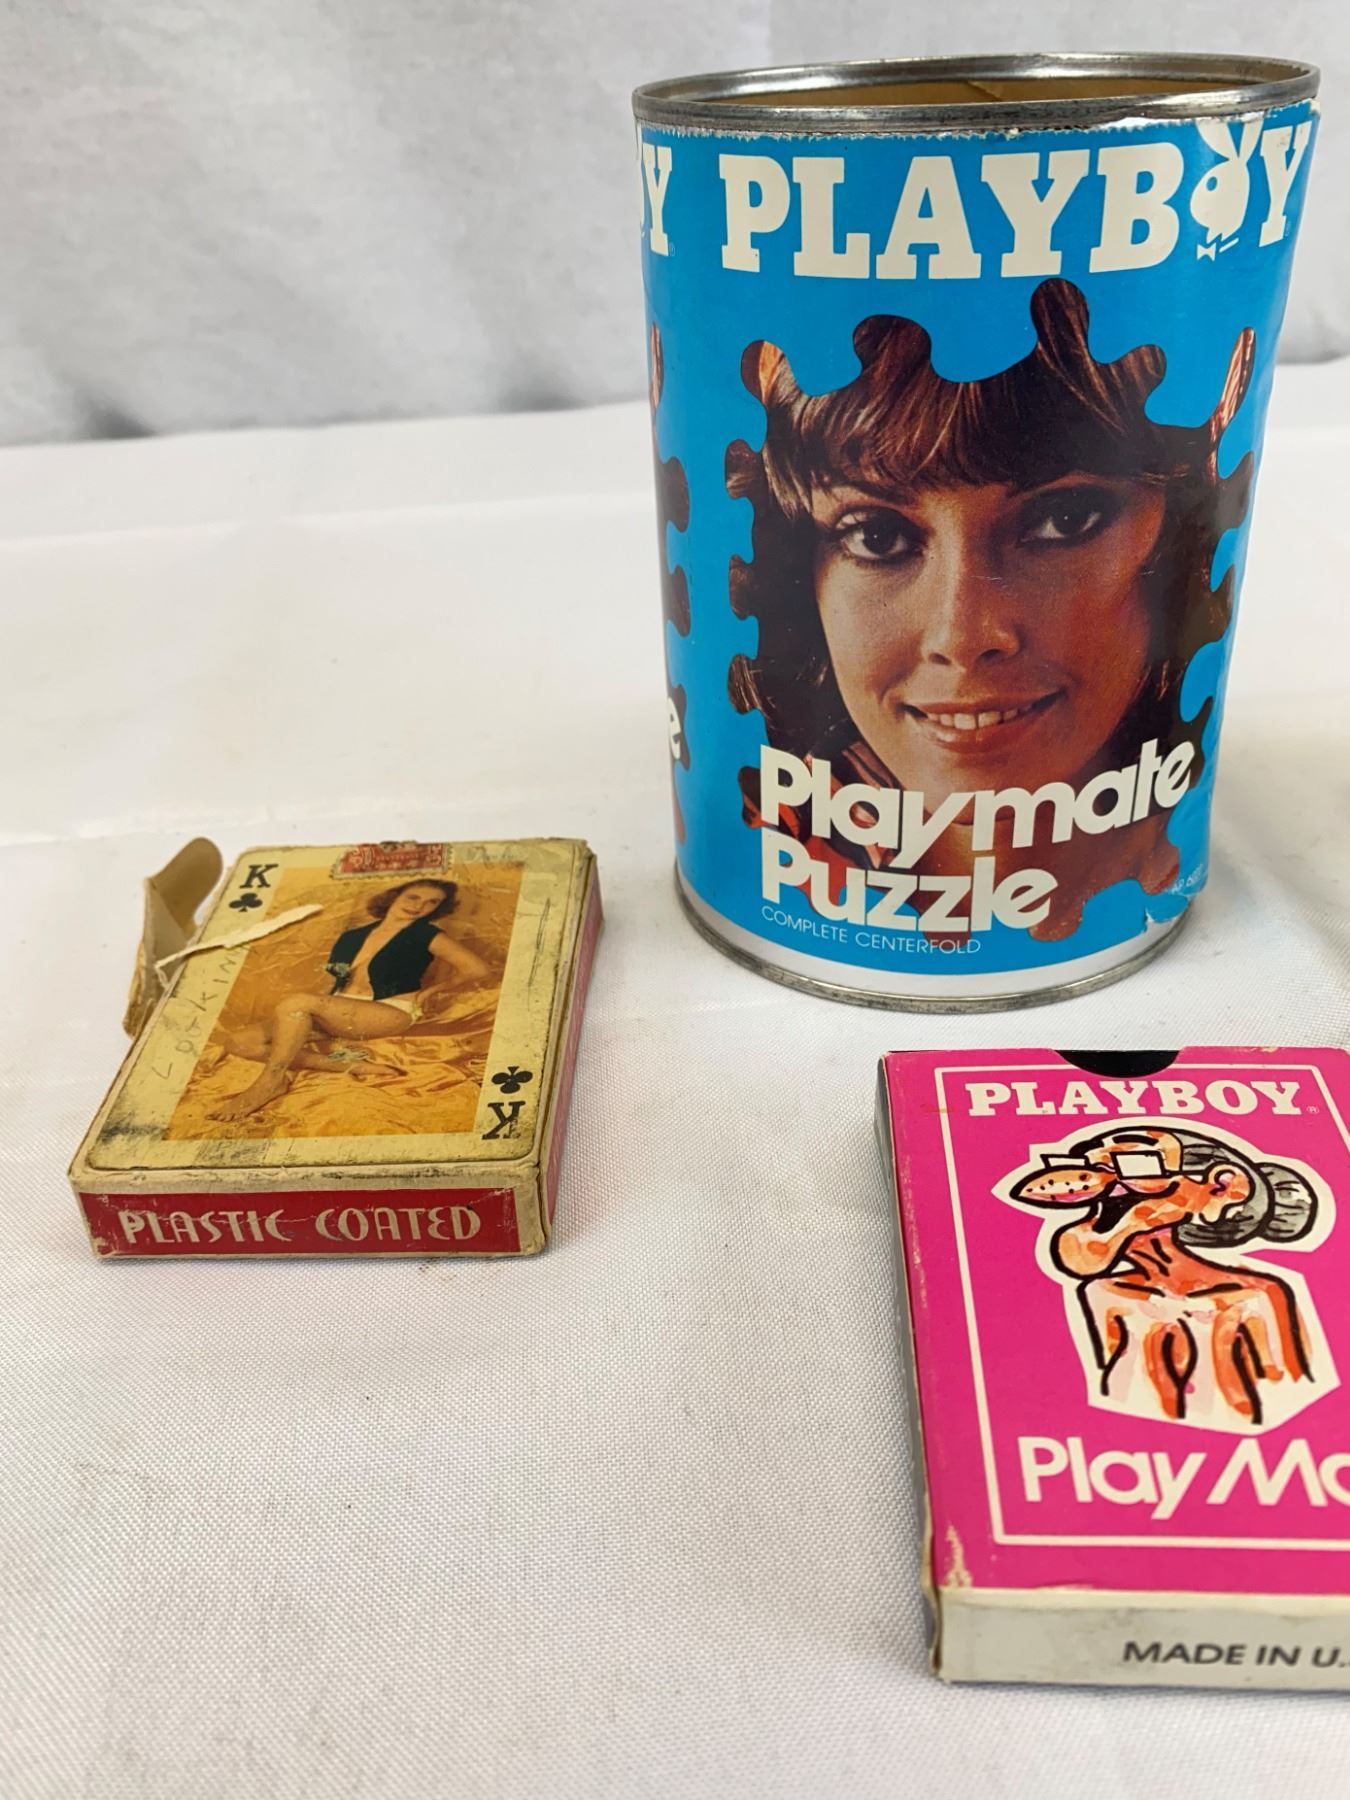 PLAYBOY
Playmate
Puzzle
COMPLETE CENTERFOLD
Y
e
K
K
PLASTIC COATED
PLAYBOY®
Play Ma
MADE IN U.S